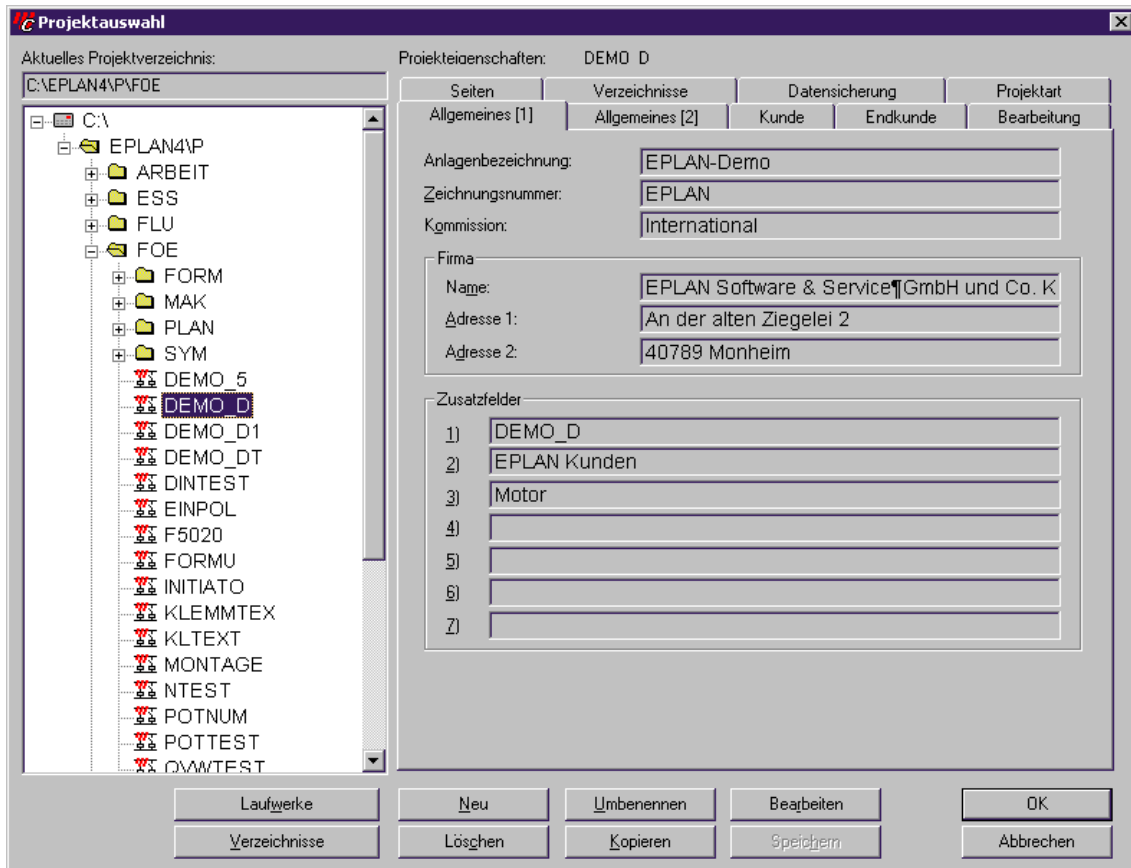 Projektauswahl
Aktuelles Projektverzeichnis:
C:\EPLAN4\P\FOE
C:\
EPLAN4\P
ARBEIT
ESS
FLU
FOE
FORM
MAK
PLAN
SYM
DEMO_5
DEMO_D
DEMO_D1
DEMO_DT
DINTEST
EINPOL
F5020
FORMU
INITIATO
KLEMMTEX
KLTEXT
MONTAGE
NTEST
POTNUM
POTTEST
QVWTEST
Projekteigenschaften: DEMO_D
Seiten Verzeichnisse Datensicherung Projektart
Allgemeines [1] Allgemeines [2] Kunde Endkunde Bearbeitung
Anlagenbezeichnung: EPLAN-Demo
Zeichnungsnummer: EPLAN
Kommission: International
Firma
Name: EPLAN Software & Service¶GmbH und Co. K
Adresse 1: An der alten Ziegelei 2
Adresse 2: 40789 Monheim
Zusatzfelder
1) DEMO_D
2) EPLAN Kunden
3) Motor
4)
5)
6)
7)
Laufwerke Neu Umbenennen Bearbeiten OK
Verzeichnisse Löschen Kopieren Speichern Abbrechen